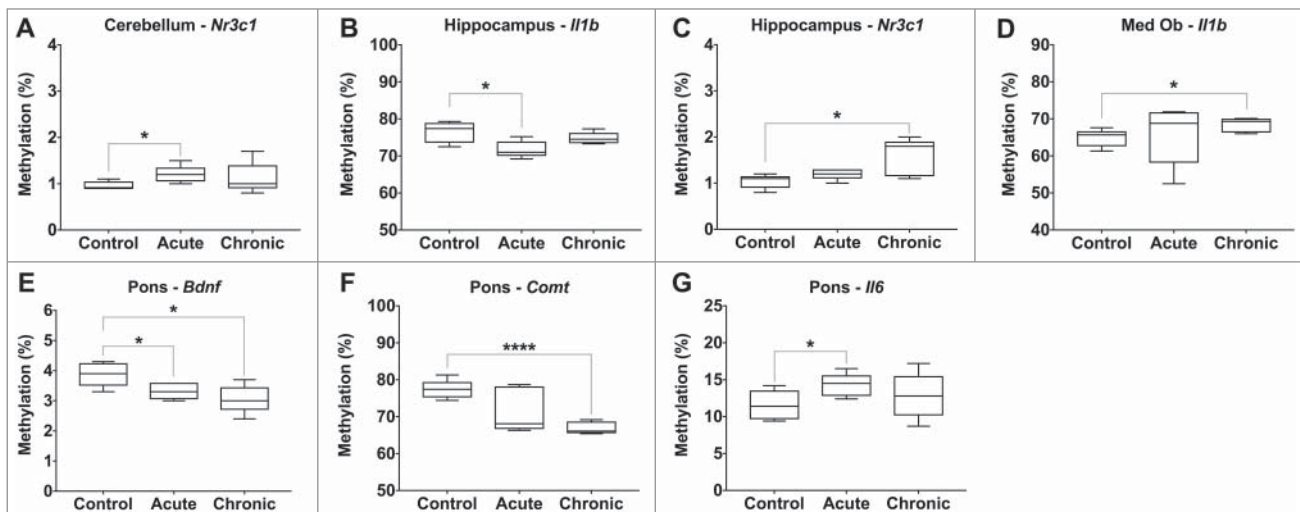 A
Cerebellum - Nr3c1
Methylation (%)
4
3
2
1
0
*
Control Acute Chronic
B
Hippocampus - Il1b
Methylation (%)
100
90
80
70
60
50
*
Control Acute Chronic
C
Hippocampus - Nr3c1
Methylation (%)
4
3
2
1
0
*
Control Acute Chronic
D
Med Ob - Il1b
Methylation (%)
90
80
70
60
50
40
*
Control Acute Chronic
E
Pons - Bdnf
Methylation (%)
6
5
4
3
2
1
0
*
*
Control Acute Chronic
F
Pons - Comt
Methylation (%)
100
90
80
70
60
50
****
Control Acute Chronic
G
Pons - Il6
Methylation (%)
25
20
15
10
5
0
*
Control Acute Chronic